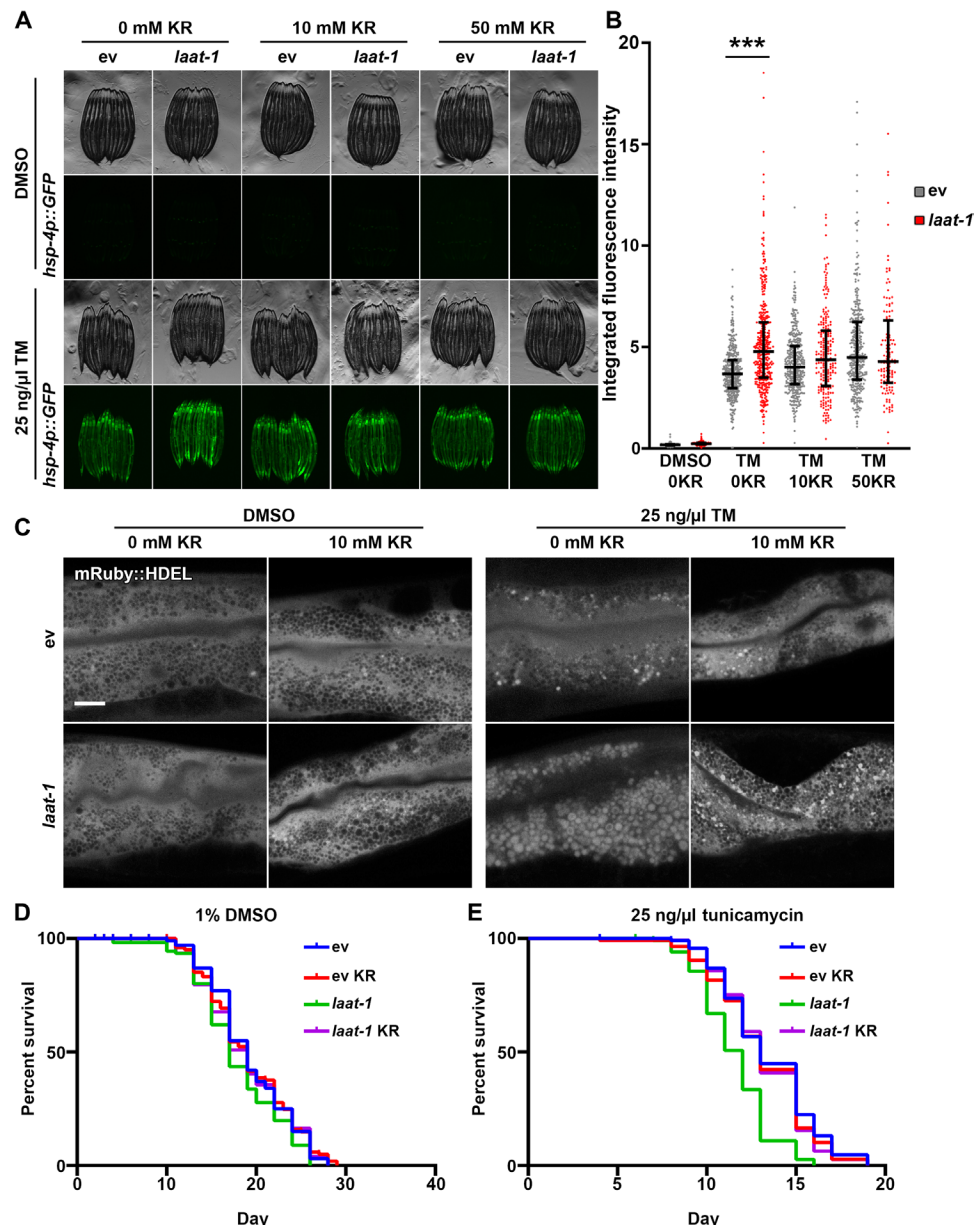 A
0 mM KR
10 mM KR
50 mM KR
ev
laat-1
ev
laat-1
ev
laat-1
DMSO
hsp-4p::GFP
25 ng/µl TM
hsp-4p::GFP
B
Integrated fluorescence intensity
20
15
10
5
0
***
ev
laat-1
DMSO
0KR
TM
0KR
TM
10KR
TM
50KR
C
DMSO
25 ng/µl TM
0 mM KR
10 mM KR
0 mM KR
10 mM KR
mRuby::HDEL
ev
laat-1
D
1% DMSO
Percent survival
100
50
0
0
10
20
30
40
Day
ev
ev KR
laat-1
laat-1 KR
E
25 ng/µl tunicamycin
Percent survival
100
50
0
0
5
10
15
20
Day
ev
ev KR
laat-1
laat-1 KR